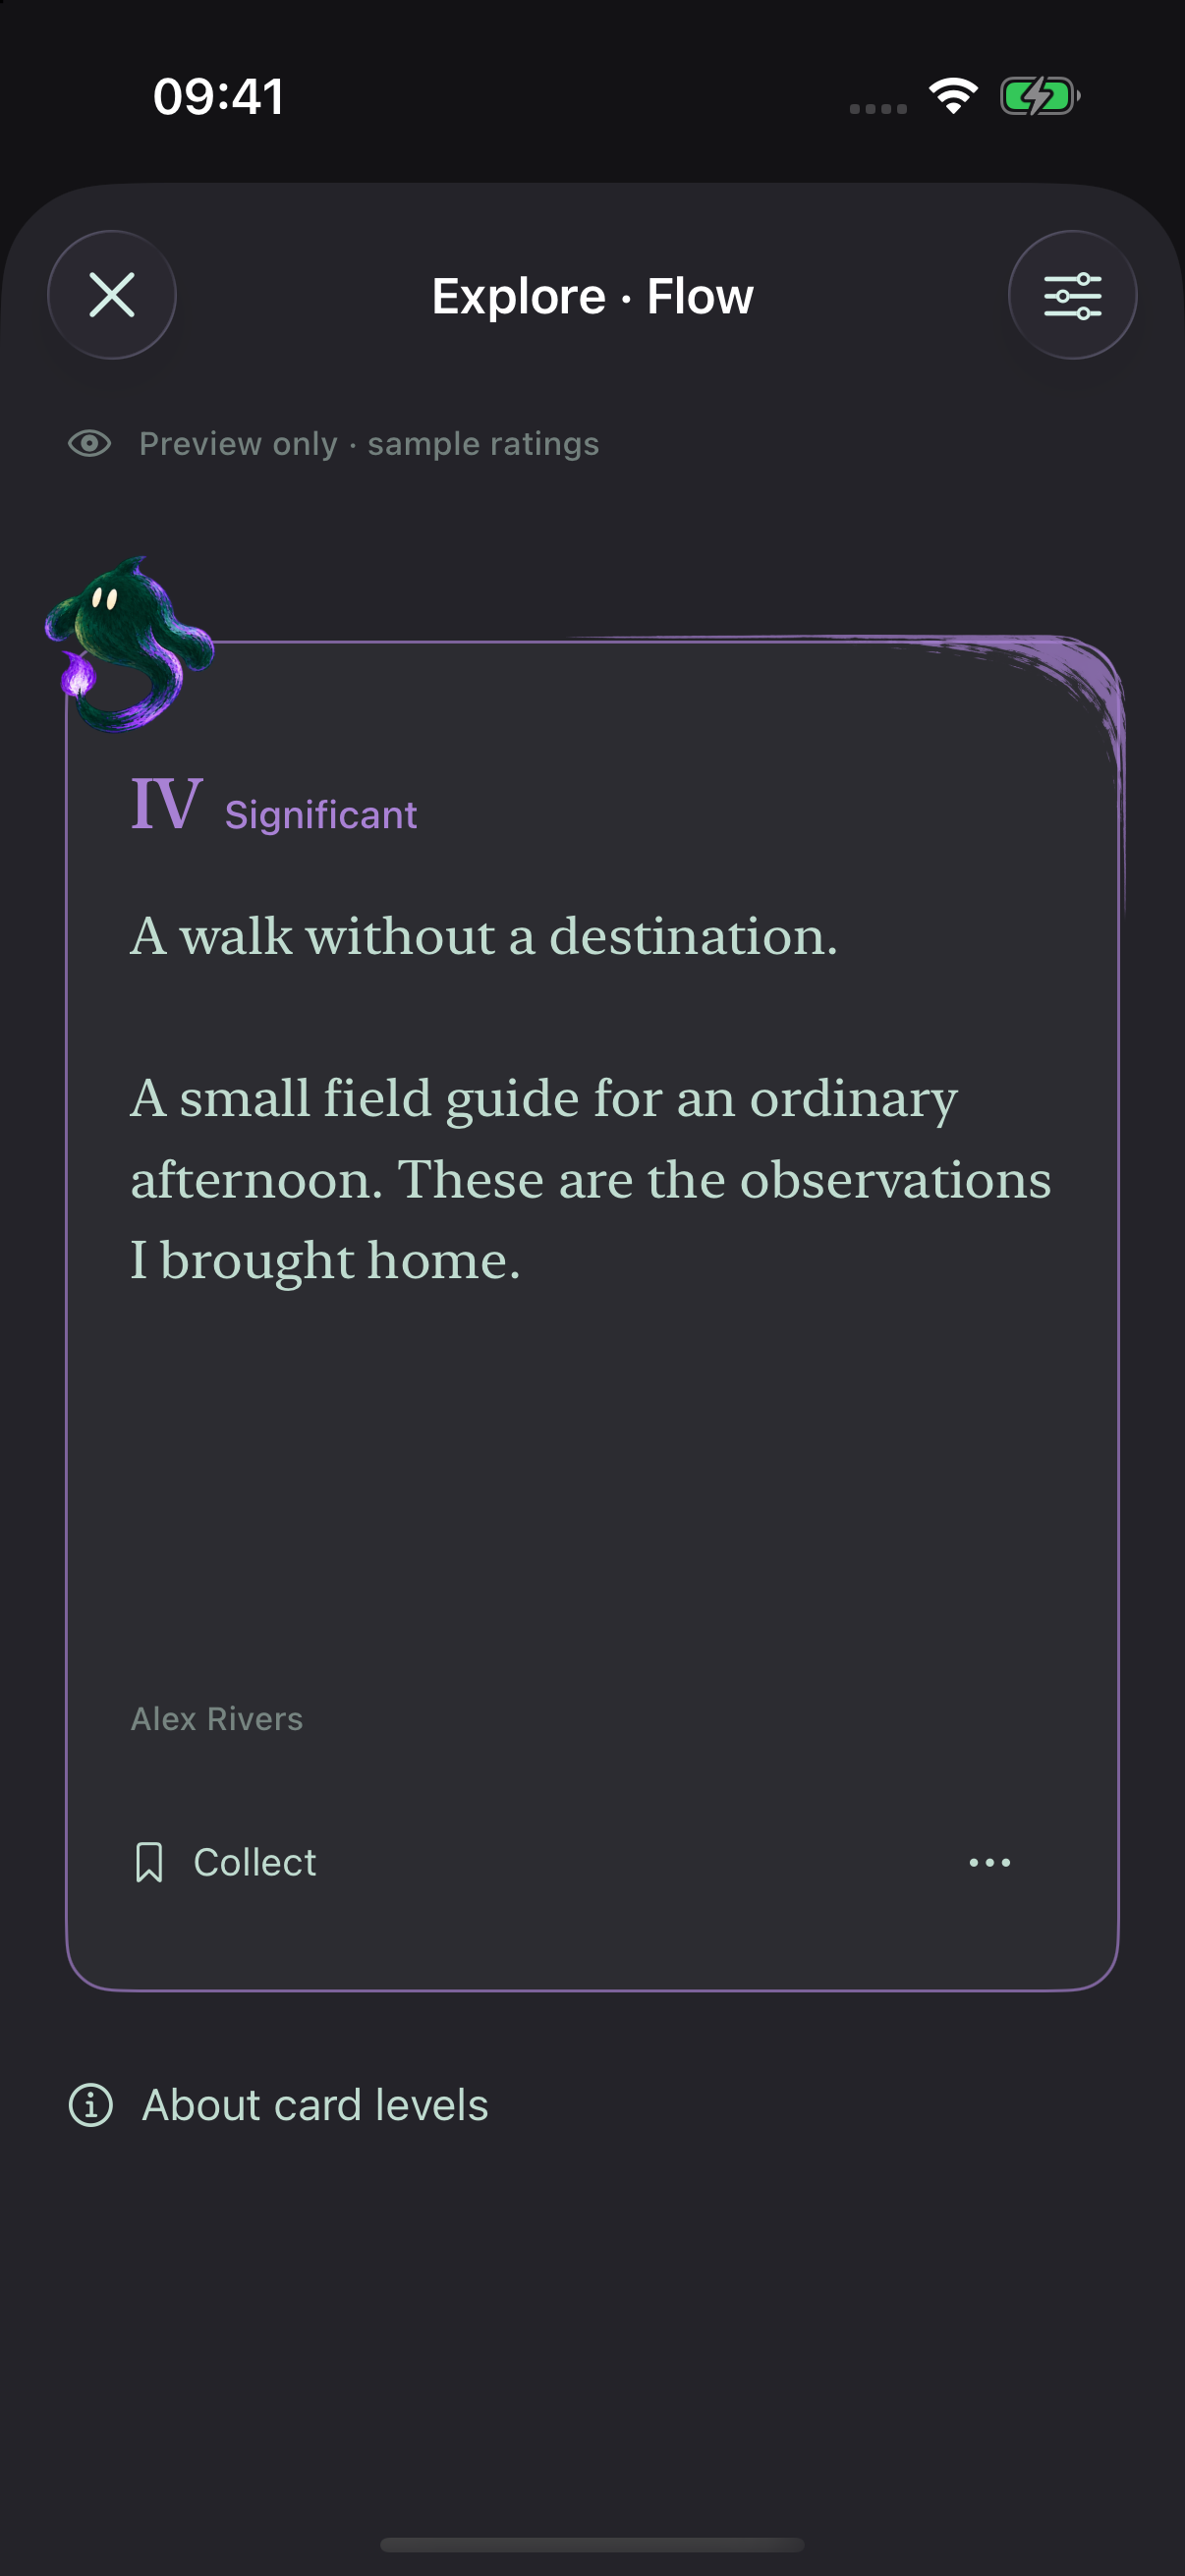 09:41
Explore · Flow
Preview only · sample ratings
IV Significant
A walk without a destination.
A small field guide for an ordinary
afternoon. These are the observations
I brought home.
Alex Rivers
Collect
About card levels